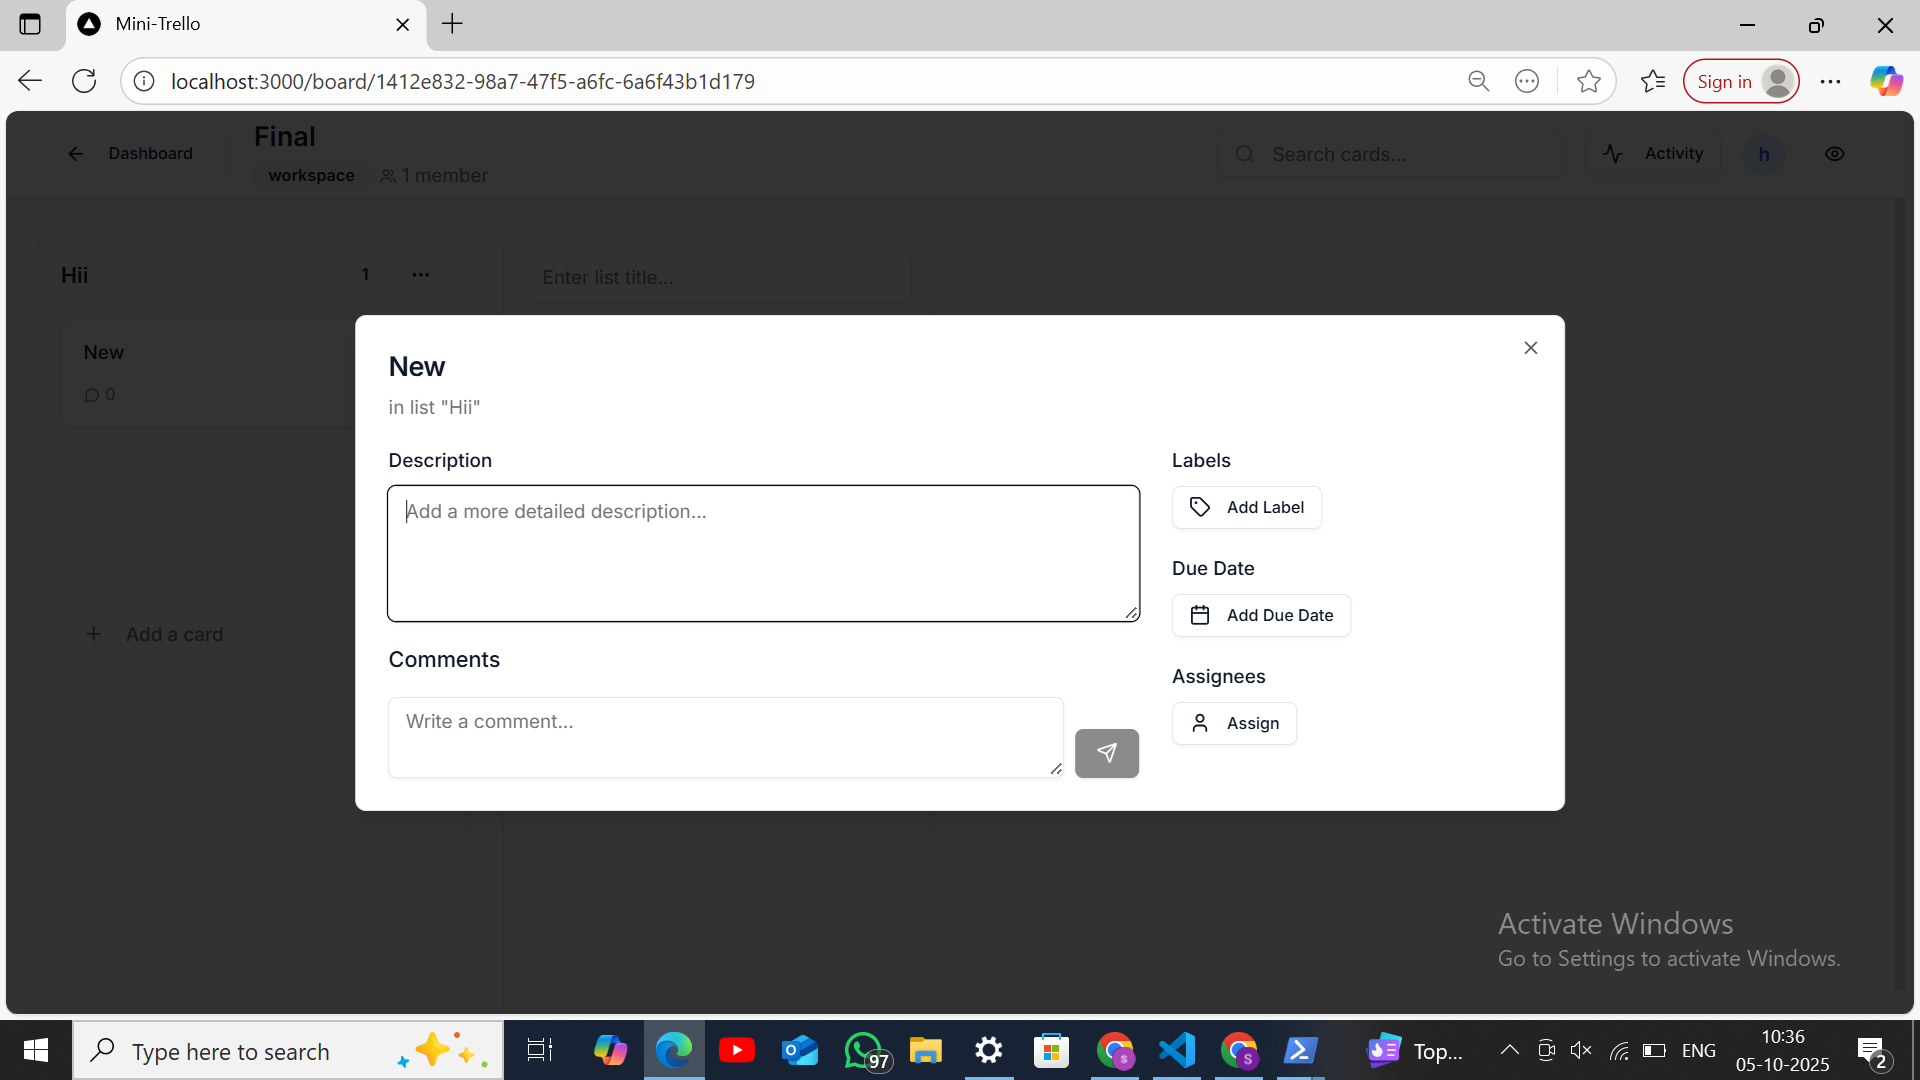 Mini-Trello
localhost:3000/board/1412e832-98a7-47f5-a6fc-6a6f43b1d179
Sign in
Dashboard
Final
workspace
1 member
Search cards...
Activity
h
Hii
1
Enter list title...
New
0
Add a card
New
in list "Hii"
Description
Add a more detailed description...
Comments
Write a comment...
Labels
Add Label
Due Date
Add Due Date
Assignees
Assign
Activate Windows
Go to Settings to activate Windows.
Type here to search
97
S
S
Top...
ENG
10:36
05-10-2025
2